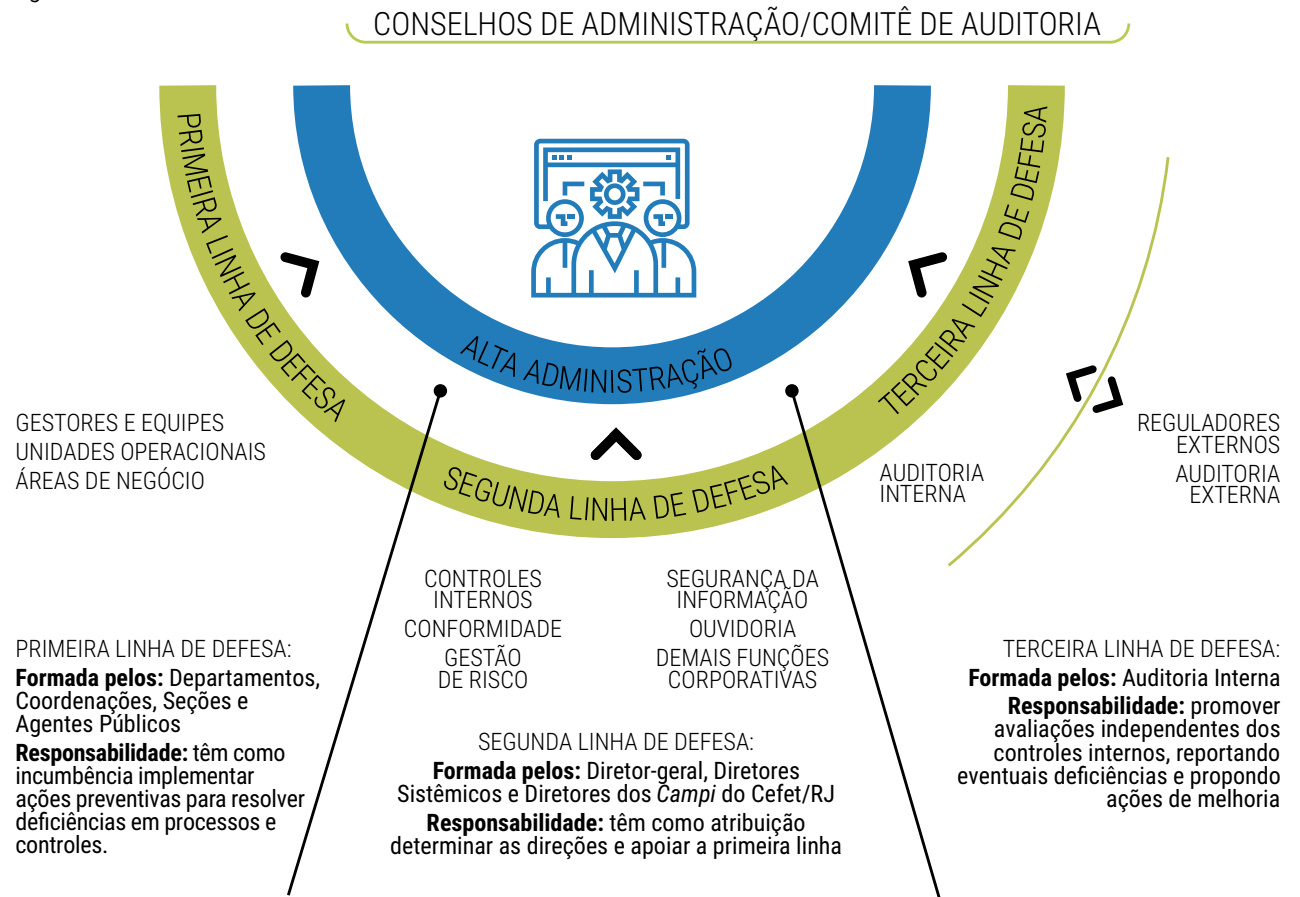 CONSELHOS DE ADMINISTRAÇÃO/COMITÊ DE AUDITORIA
PRIMEIRA LINHA DE DEFESA
ALTA ADMINISTRAÇÃO
SEGUNDA LINHA DE DEFESA
TERCEIRA LINHA DE DEFESA
GESTORES E EQUIPES
UNIDADES OPERACIONAIS
ÁREAS DE NEGÓCIO
AUDITORIA
INTERNA
REGULADORES
EXTERNOS
AUDITORIA
EXTERNA
CONTROLES
INTERNOS
CONFORMIDADE
GESTÃO
DE RISCO
SEGURANÇA DA
INFORMAÇÃO
OUVIDORIA
DEMAIS FUNÇÕES
CORPORATIVAS
PRIMEIRA LINHA DE DEFESA:
Formada pelos: Departamentos,
Coordenações, Seções e
Agentes Públicos
Responsabilidade: têm como
incumbência implementar
ações preventivas para resolver
deficiências em processos e
controles.
SEGUNDA LINHA DE DEFESA:
Formada pelos: Diretor-geral, Diretores
Sistêmicos e Diretores dos Campi do Cefet/RJ
Responsabilidade: têm como atribuição
determinar as direções e apoiar a primeira linha
TERCEIRA LINHA DE DEFESA:
Formada pelos: Auditoria Interna
Responsabilidade: promover
avaliações independentes dos
controles internos, reportando
eventuais deficiências e propondo
ações de melhoria